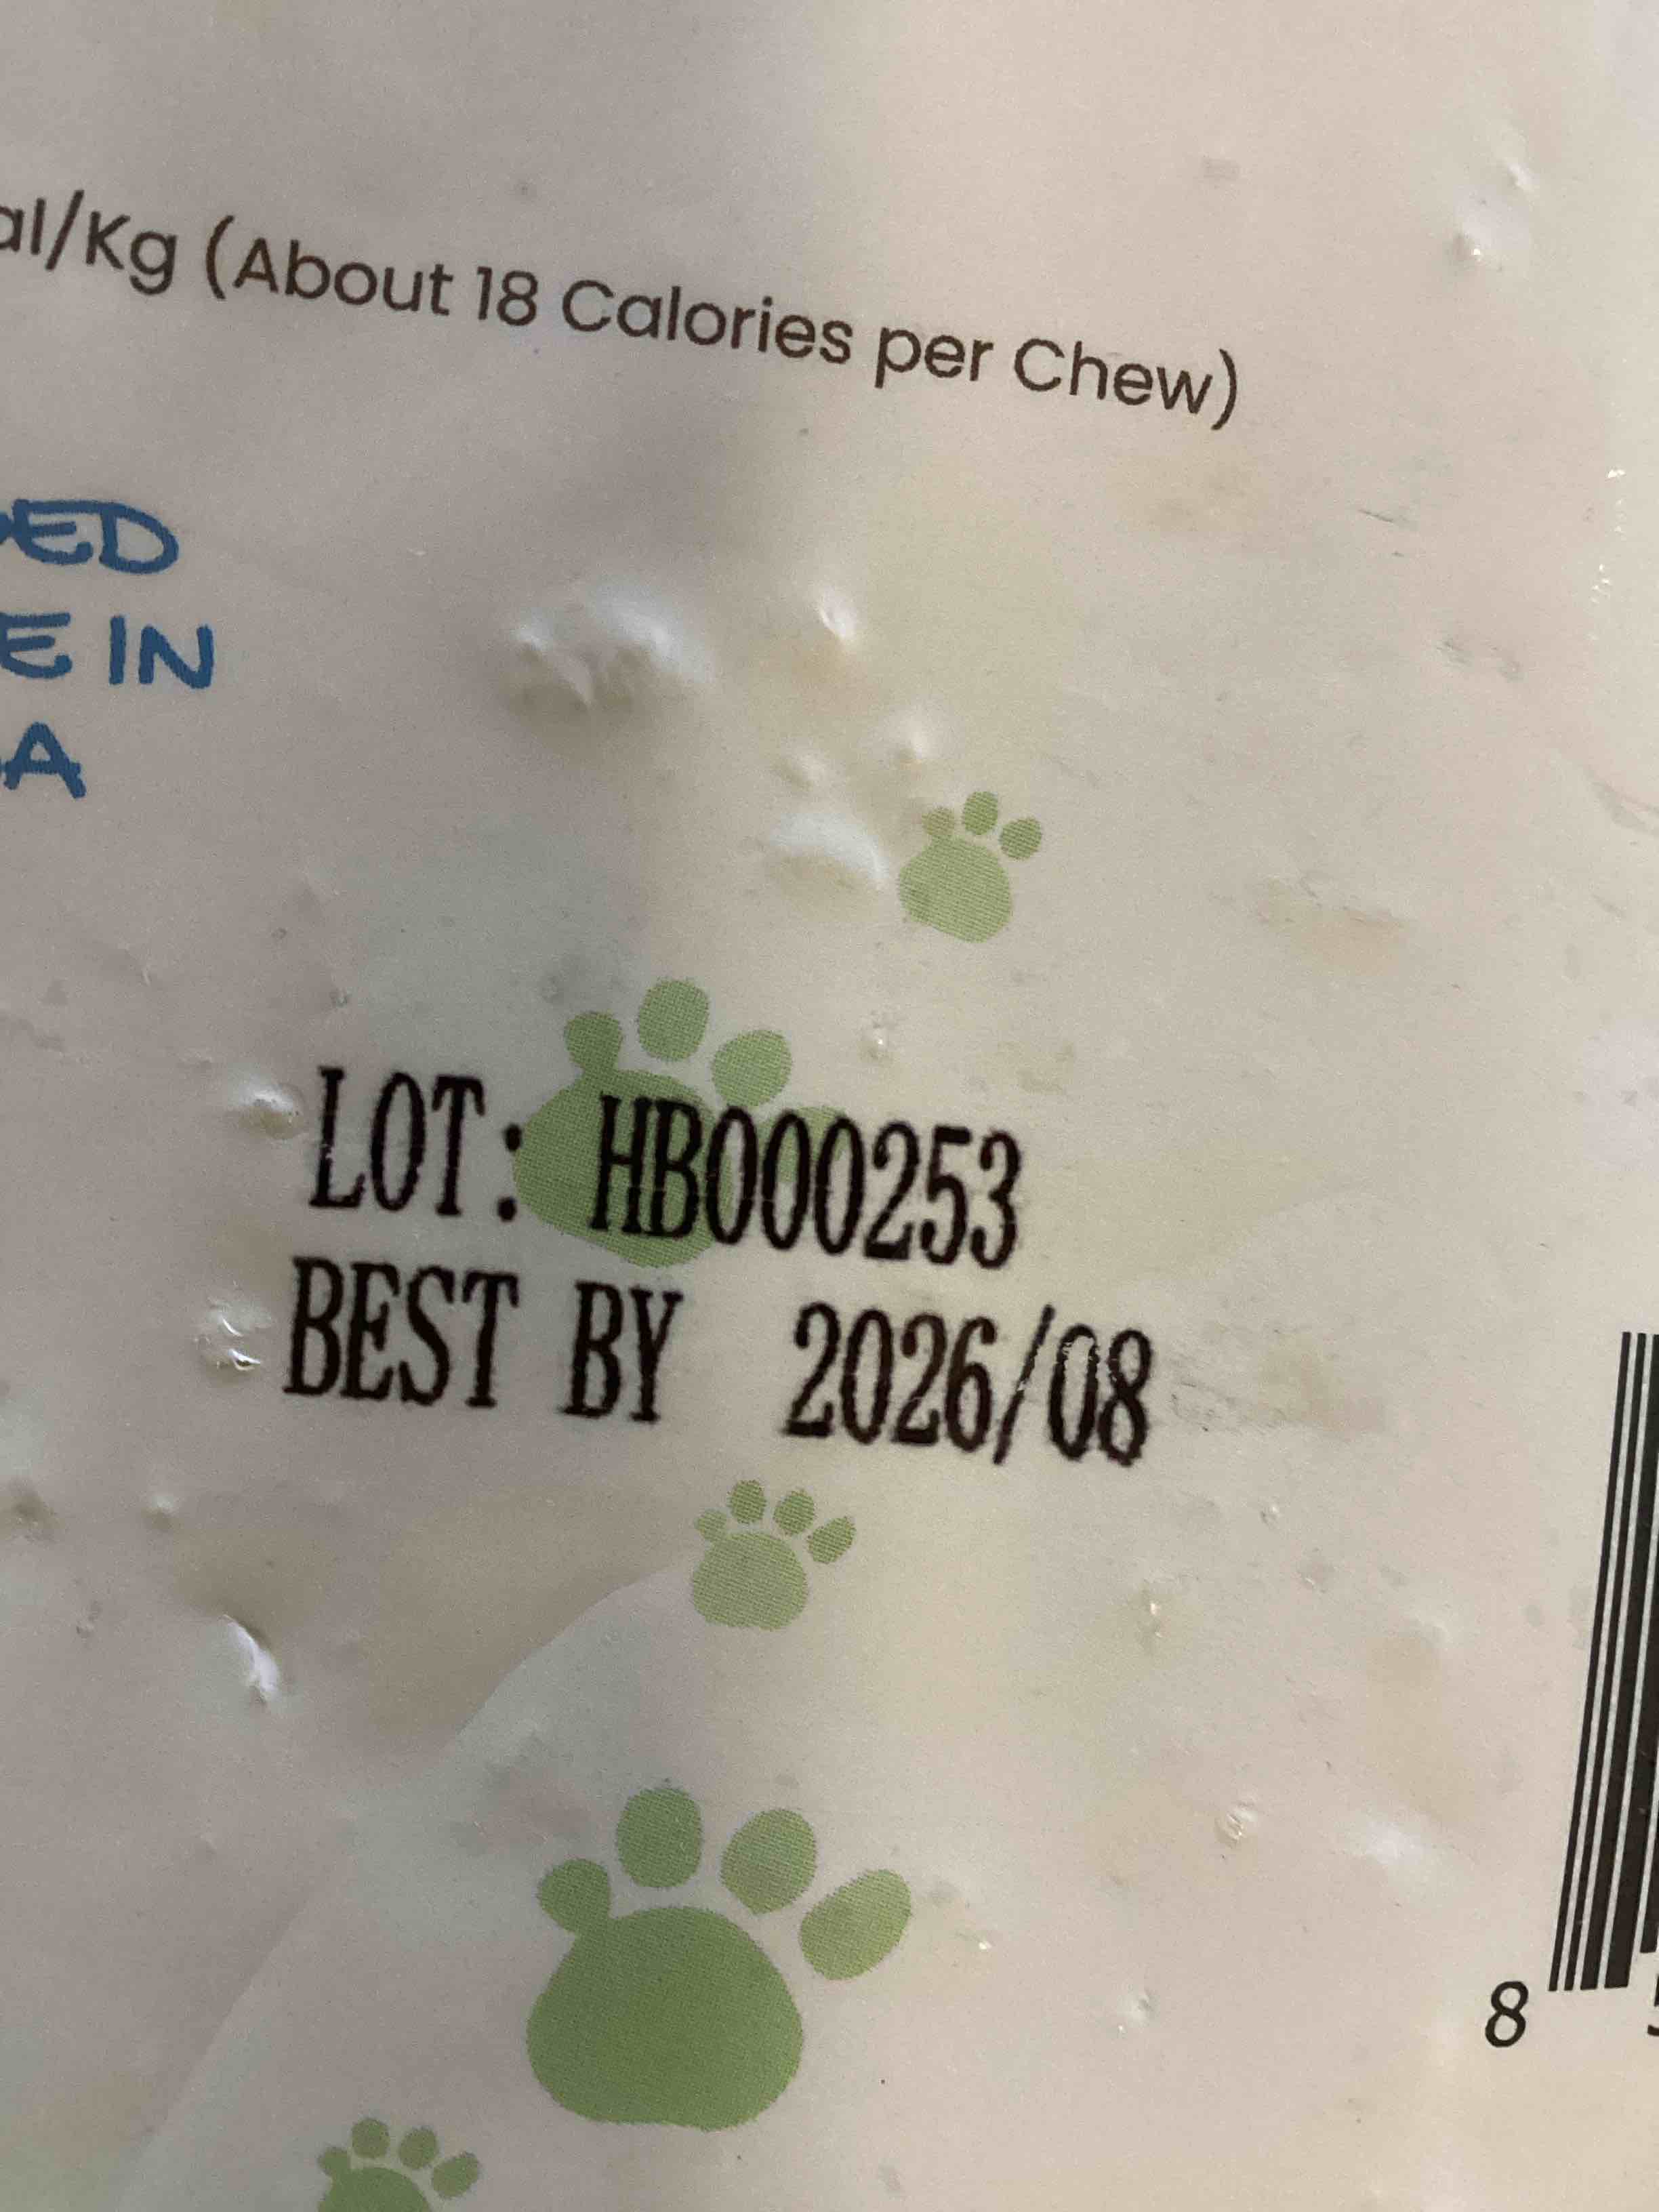 al/Kg (About 18 Calories per Chew)
ED
E IN
A
LOT: HB000253
BEST BY 2026/08
8